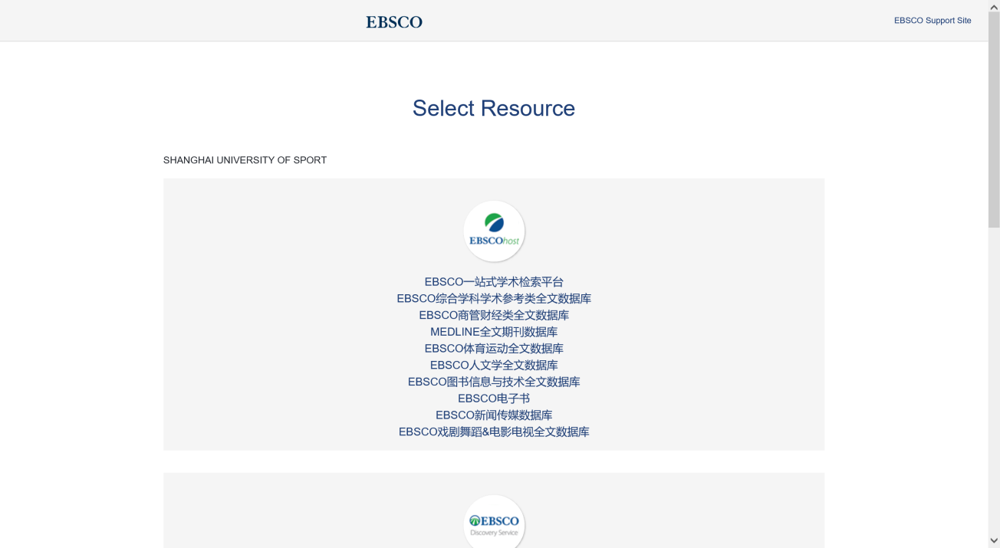 EBSCO
EBSCO Support Site
Select Resource
SHANGHAI UNIVERSITY OF SPORT
EBSCOhost
EBSCO一站式学术检索平台
EBSCO综合学科学术参考类全文数据库
EBSCO商管财经类全文数据库
MEDLINE全文期刊数据库
EBSCO体育运动全文数据库
EBSCO人文学全文数据库
EBSCO图书信息与技术全文数据库
EBSCO电子书
EBSCO新闻传媒数据库
EBSCO戏剧舞蹈&电影电视全文数据库
EBSCO
Discovery Service